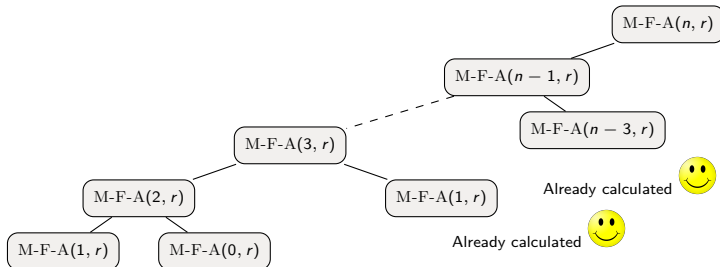 M-F-A(n, r)
M-F-A(n − 1, r)
M-F-A(n − 3, r)
M-F-A(3, r)
M-F-A(2, r)
M-F-A(1, r)
Already calculated
M-F-A(1, r)
M-F-A(0, r)
Already calculated